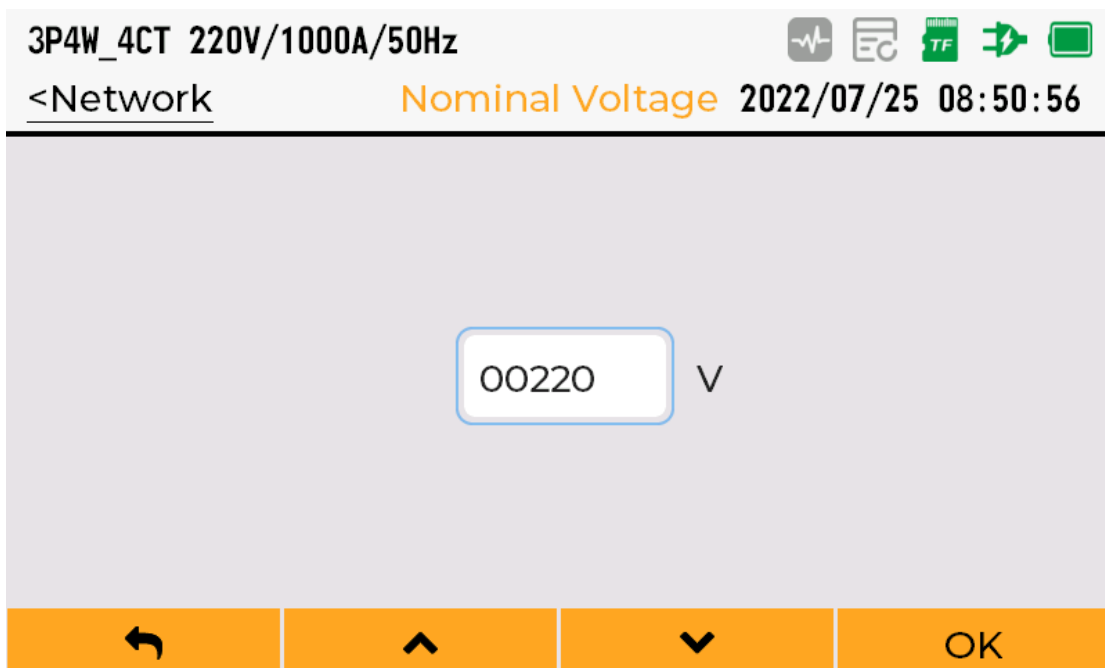 3P4W_4CT 220V/1000A/50Hz
TF
<Network Nominal Voltage 2022/07/25 08:50:56
00220 V
OK